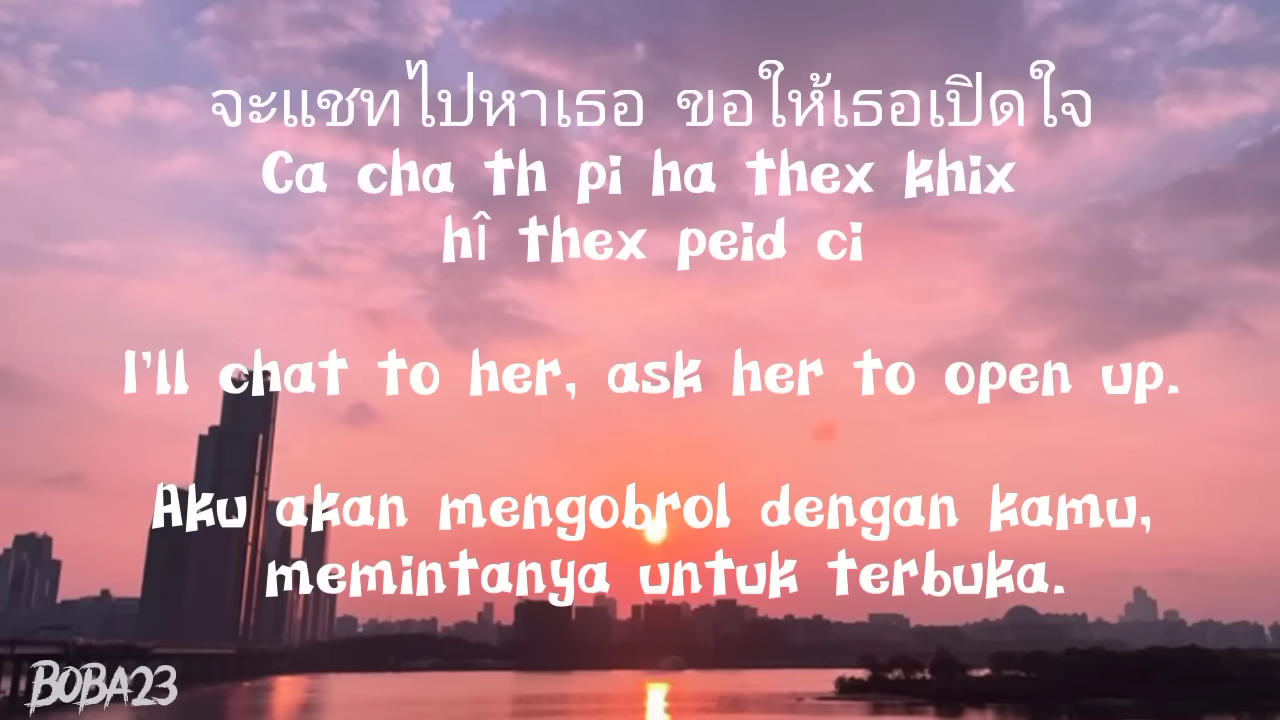 จะแชทไปหาเธอ ขอให้เธอเปิดใจ
Ca cha th pi ha thex khix
hî thex peid ci
I'll chat to her, ask her to open up.
Aku akan mengobrol dengan kamu,
memintanya untuk terbuka.
BOBA23